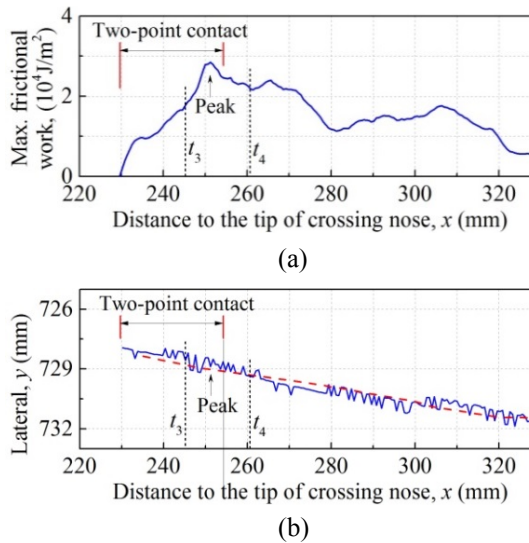 4
Two-point contact
Max. frictional
work, (10⁴J/m²)
2
Peak
t₃
t₄
0
220 240 260 280 300 320
Distance to the tip of crossing nose, x (mm)
(a)
726
Two-point contact
Lateral, y (mm)
729
Peak
t₃
t₄
732
220 240 260 280 300 320
Distance to the tip of crossing nose, x (mm)
(b)